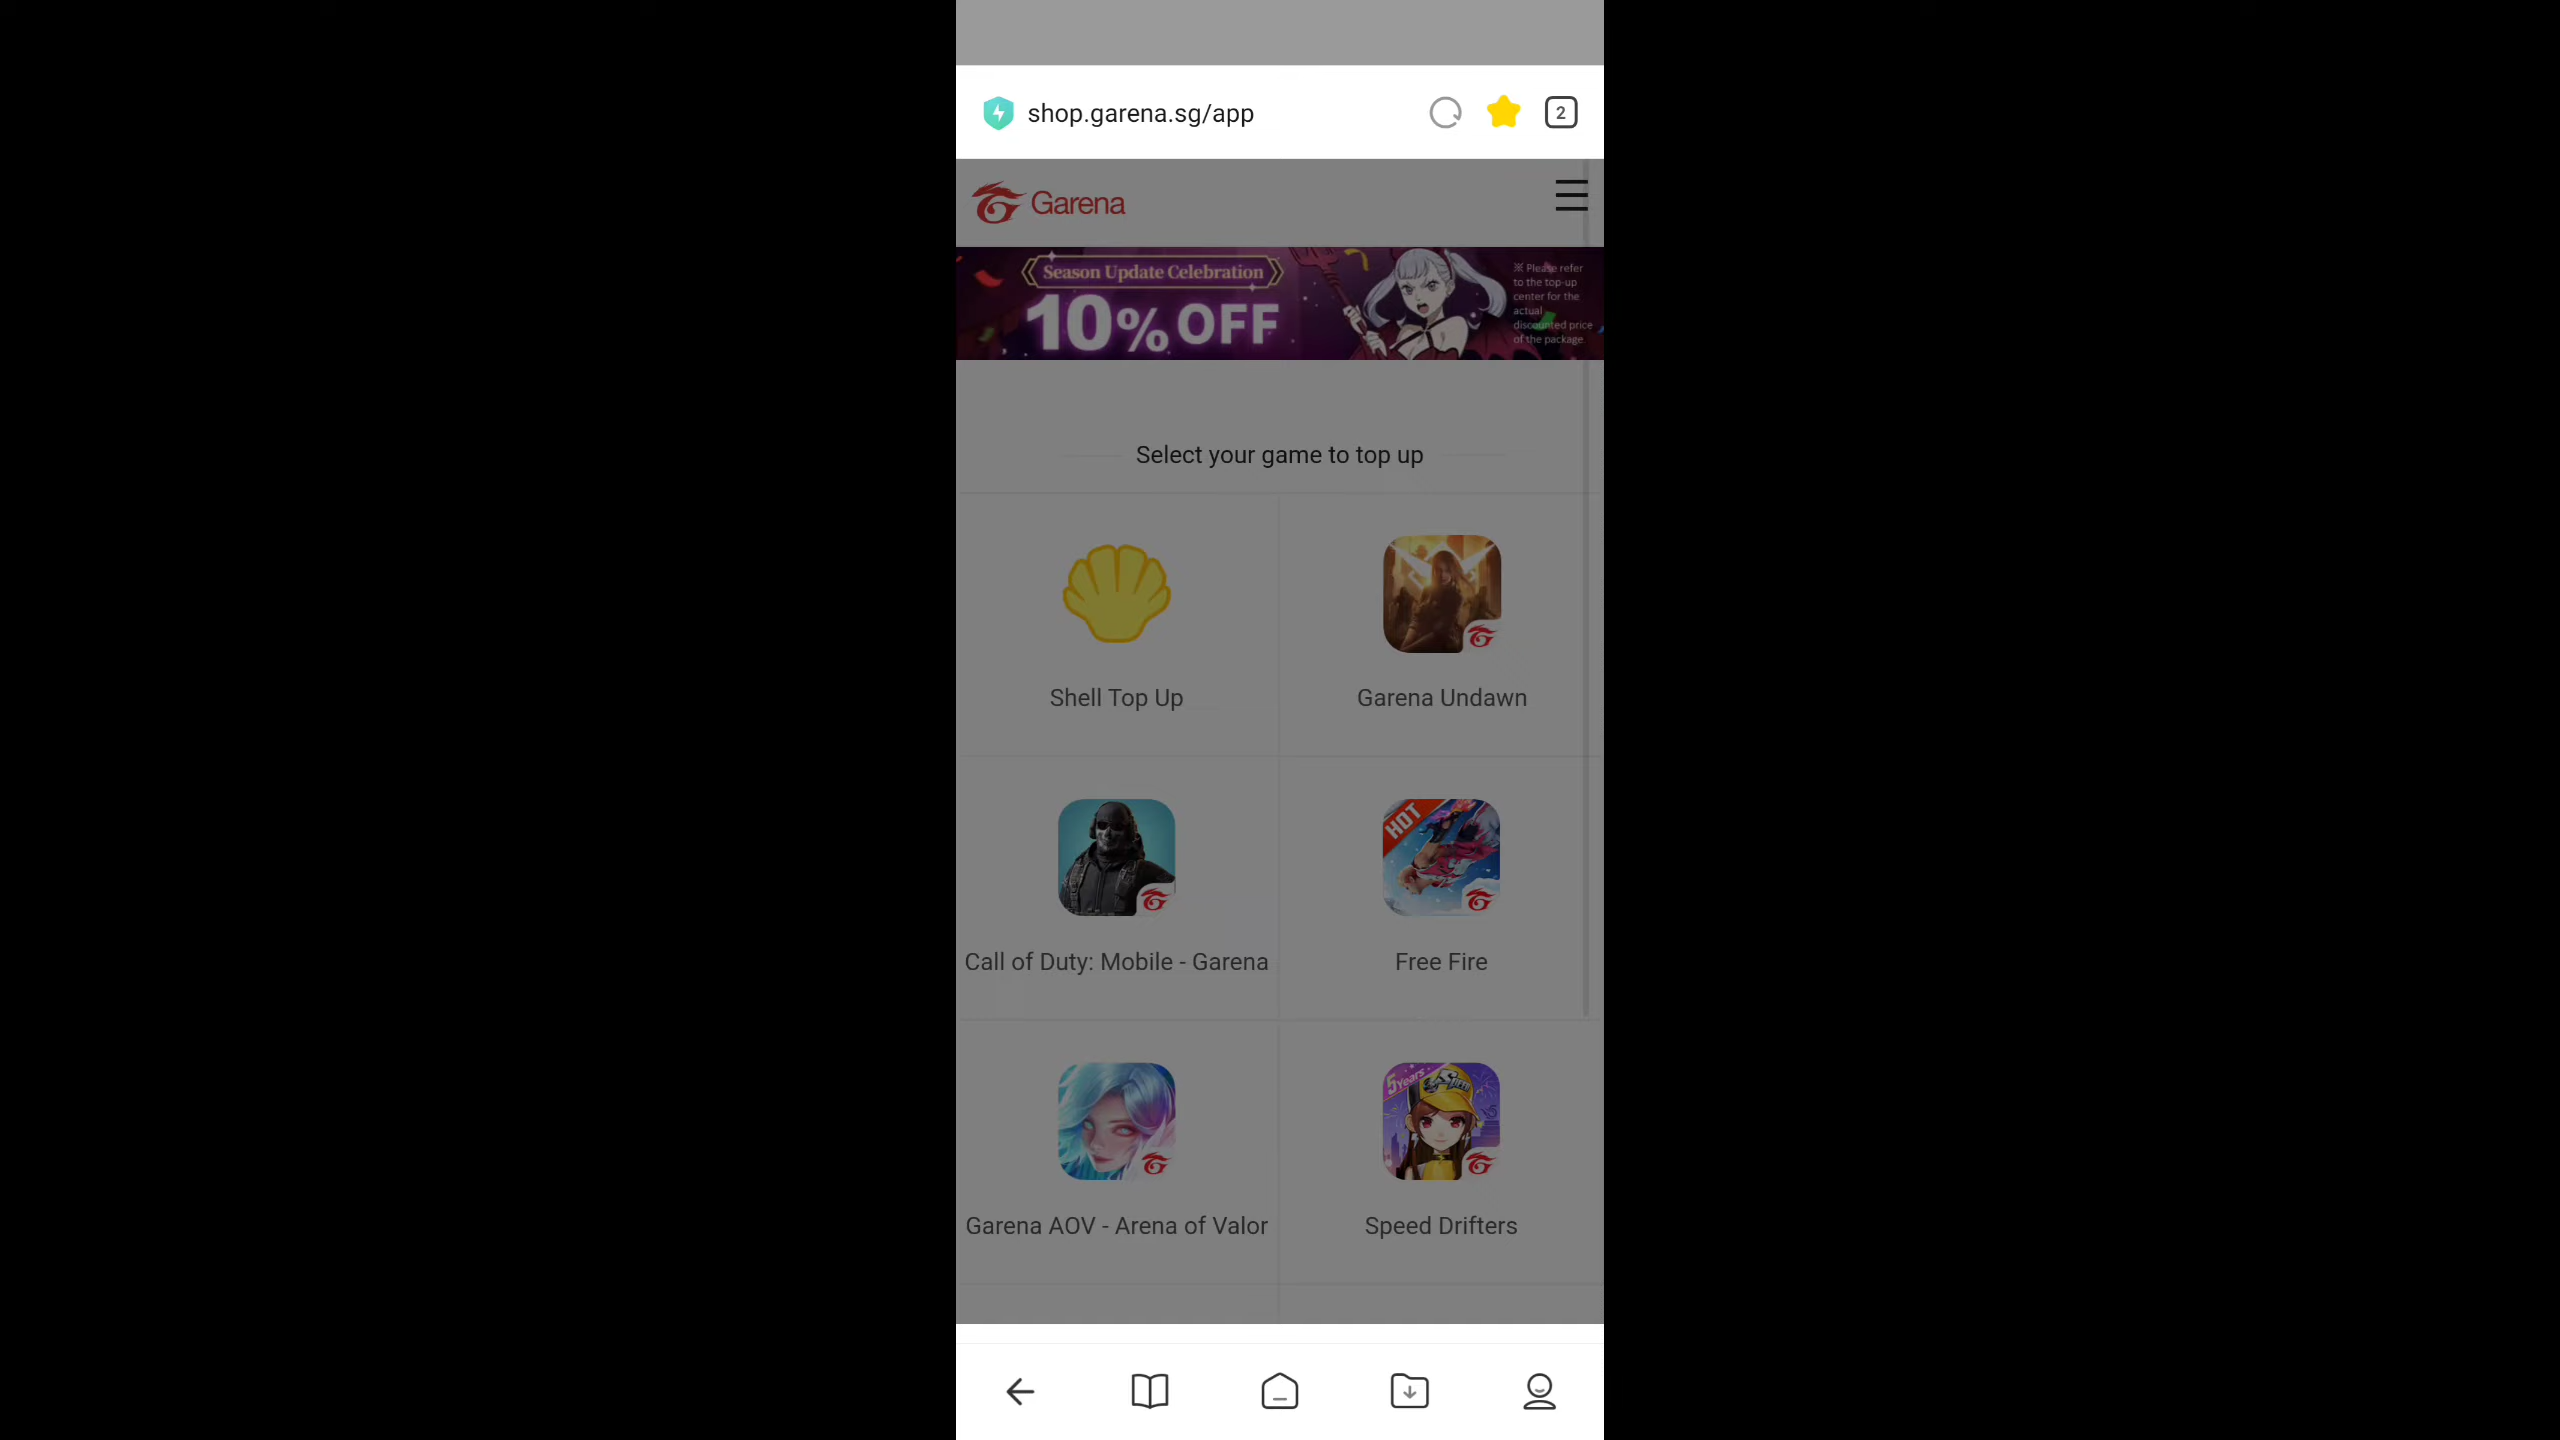 shop.garena.sg/app
2
Garena
Season Update Celebration
10% OFF
※ Please refer
to the top-up
center for the
actual
discounted price
of the package
Select your game to top up
Shell Top Up
Garena Undawn
HOT
Call of Duty: Mobile - Garena
Free Fire
5Years
Garena AOV - Arena of Valor
Speed Drifters